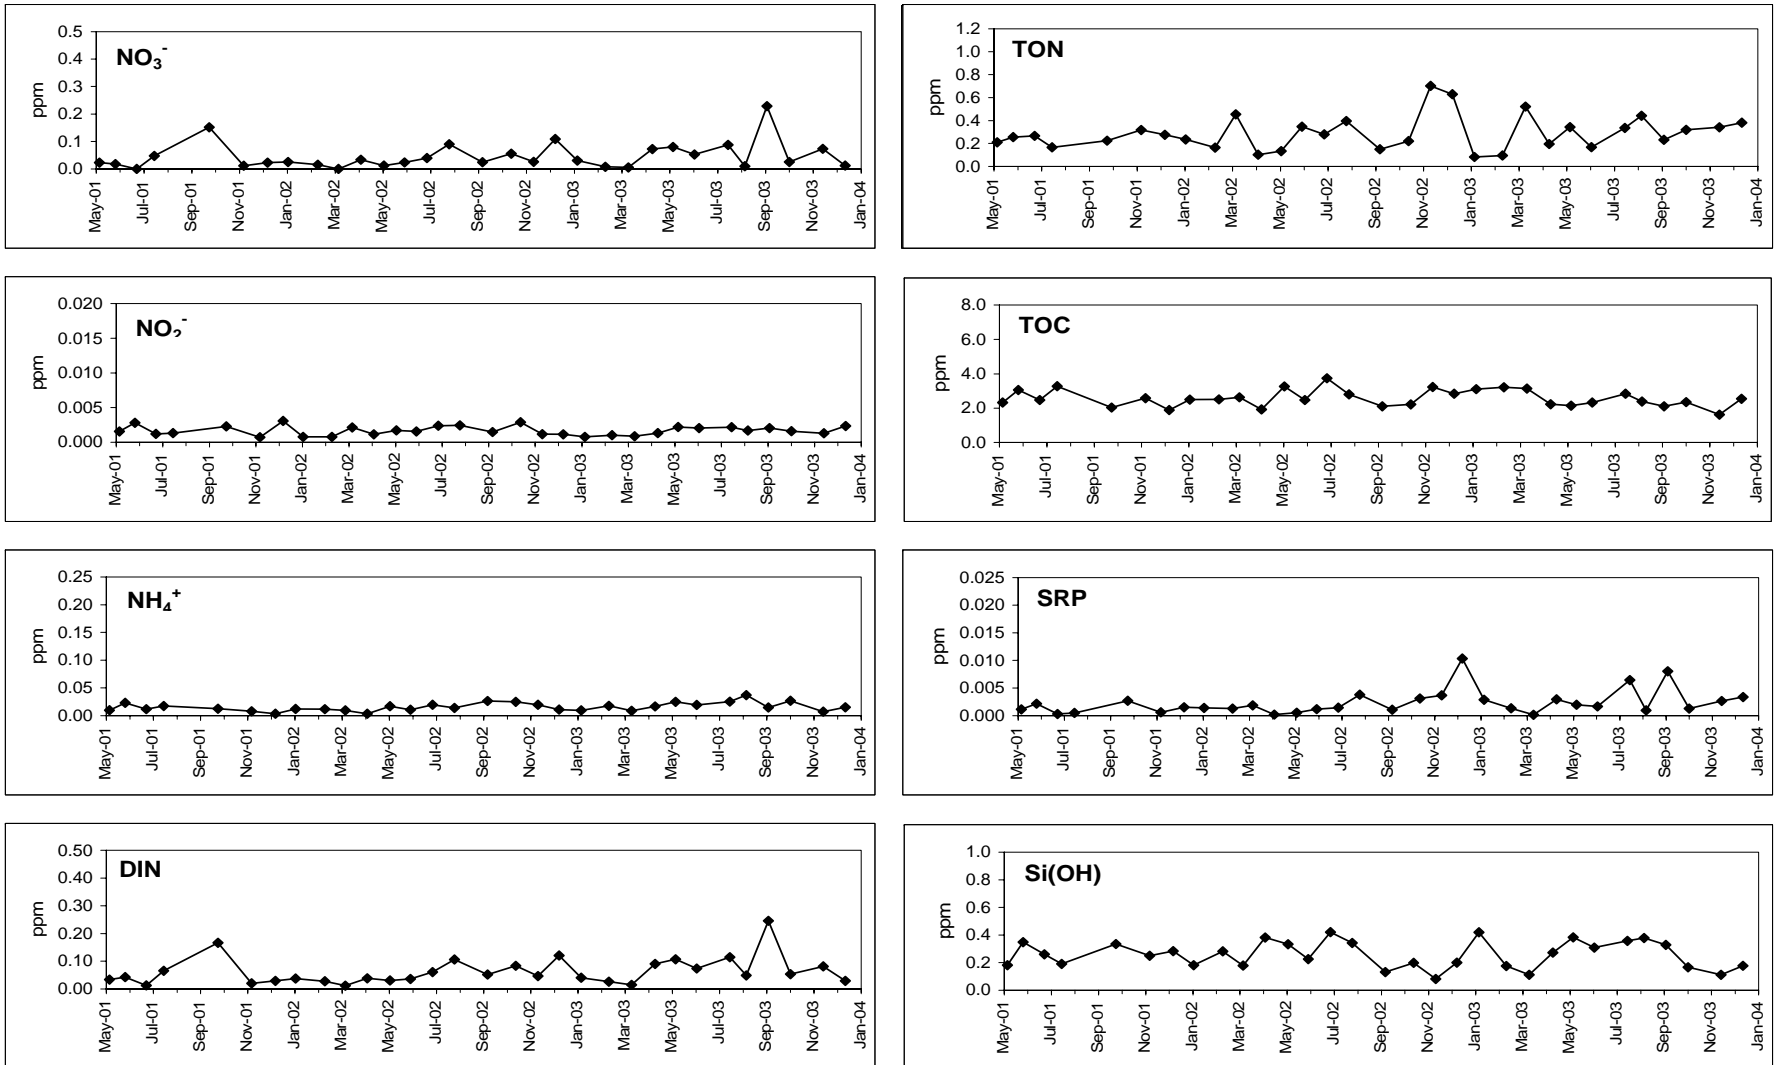 NO3-
ppm
0.5
0.4
0.3
0.2
0.1
0.0
May-01
Jul-01
Sep-01
Nov-01
Jan-02
Mar-02
May-02
Jul-02
Sep-02
Nov-02
Jan-03
Mar-03
May-03
Jul-03
Sep-03
Nov-03
Jan-04
TON
ppm
1.2
1.0
0.8
0.6
0.4
0.2
0.0
May-01
Jul-01
Sep-01
Nov-01
Jan-02
Mar-02
May-02
Jul-02
Sep-02
Nov-02
Jan-03
Mar-03
May-03
Jul-03
Sep-03
Nov-03
Jan-04
NO2-
ppm
0.020
0.015
0.010
0.005
0.000
May-01
Jul-01
Sep-01
Nov-01
Jan-02
Mar-02
May-02
Jul-02
Sep-02
Nov-02
Jan-03
Mar-03
May-03
Jul-03
Sep-03
Nov-03
Jan-04
TOC
ppm
8.0
6.0
4.0
2.0
0.0
May-01
Jul-01
Sep-01
Nov-01
Jan-02
Mar-02
May-02
Jul-02
Sep-02
Nov-02
Jan-03
Mar-03
May-03
Jul-03
Sep-03
Nov-03
Jan-04
NH4+
ppm
0.25
0.20
0.15
0.10
0.05
0.00
May-01
Jul-01
Sep-01
Nov-01
Jan-02
Mar-02
May-02
Jul-02
Sep-02
Nov-02
Jan-03
Mar-03
May-03
Jul-03
Sep-03
Nov-03
Jan-04
SRP
ppm
0.025
0.020
0.015
0.010
0.005
0.000
May-01
Jul-01
Sep-01
Nov-01
Jan-02
Mar-02
May-02
Jul-02
Sep-02
Nov-02
Jan-03
Mar-03
May-03
Jul-03
Sep-03
Nov-03
Jan-04
DIN
ppm
0.50
0.40
0.30
0.20
0.10
0.00
May-01
Jul-01
Sep-01
Nov-01
Jan-02
Mar-02
May-02
Jul-02
Sep-02
Nov-02
Jan-03
Mar-03
May-03
Jul-03
Sep-03
Nov-03
Jan-04
Si(OH)
ppm
1.0
0.8
0.6
0.4
0.2
0.0
May-01
Jul-01
Sep-01
Nov-01
Jan-02
Mar-02
May-02
Jul-02
Sep-02
Nov-02
Jan-03
Mar-03
May-03
Jul-03
Sep-03
Nov-03
Jan-04